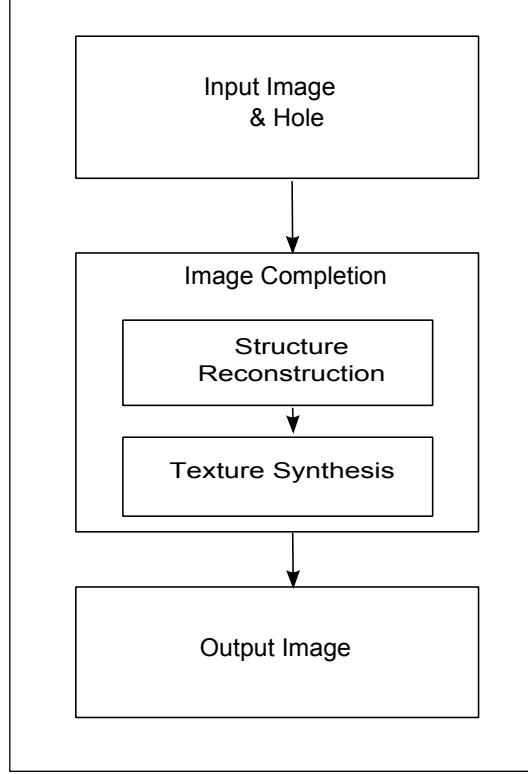 Input Image
& Hole
Image Completion
Structure
Reconstruction
Texture Synthesis
Output Image